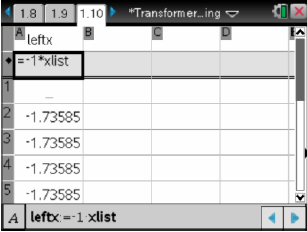 1.8 1.9 1.10 *Transformer...ing
A leftx B C D
♦ =-1*xlist
1 _
2 -1.73585
3 -1.73585
4 -1.73585
5 -1.73585
A leftx:=-1·xlist